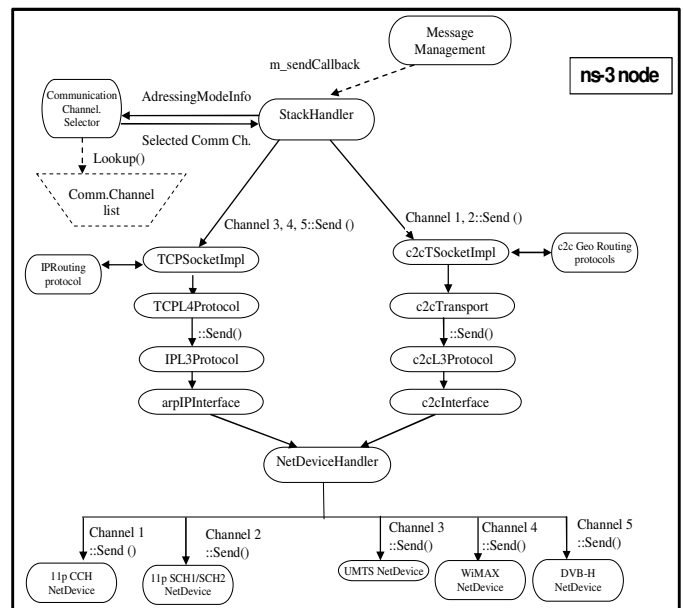 Message
Management
ns-3 node
m_sendCallback
Communication
Channel.
Selector
AdressingModeInfo
StackHandler
Selected Comm Ch.
Lookup()
Comm.Channel
list
Channel 3, 4, 5::Send ()
Channel 1, 2::Send ()
IPRouting
protocol
TCPSocketImpl
c2cTSocketImpl
c2c Geo Routing
protocols
TCPL4Protocol
c2cTransport
::Send()
::Send()
IPL3Protocol
c2cL3Protocol
arpIPInterface
c2cInterface
NetDeviceHandler
Channel 1
::Send ()
Channel 2
::Send()
Channel 3
::Send()
Channel 4
::Send()
Channel 5
::Send()
11p CCH
NetDevice
11p SCH1/SCH2
NetDevice
UMTS NetDevice
WiMAX
NetDevice
DVB-H
NetDevice